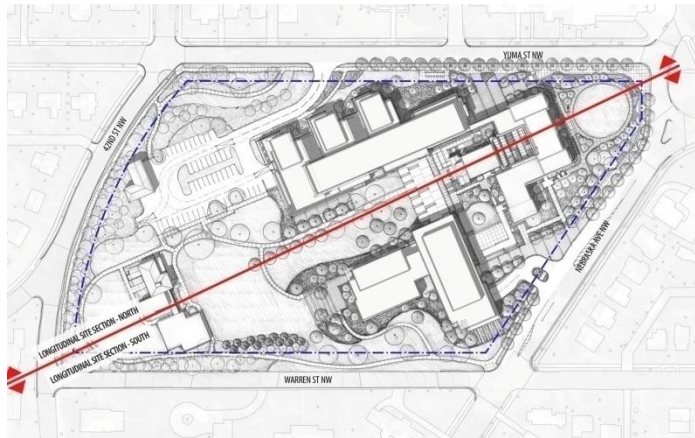 YUMA ST NW
42ND ST NW
NEBRASKA AVE NW
LONGITUDINAL SITE SECTION - NORTH
LONGITUDINAL SITE SECTION - SOUTH
WARREN ST NW